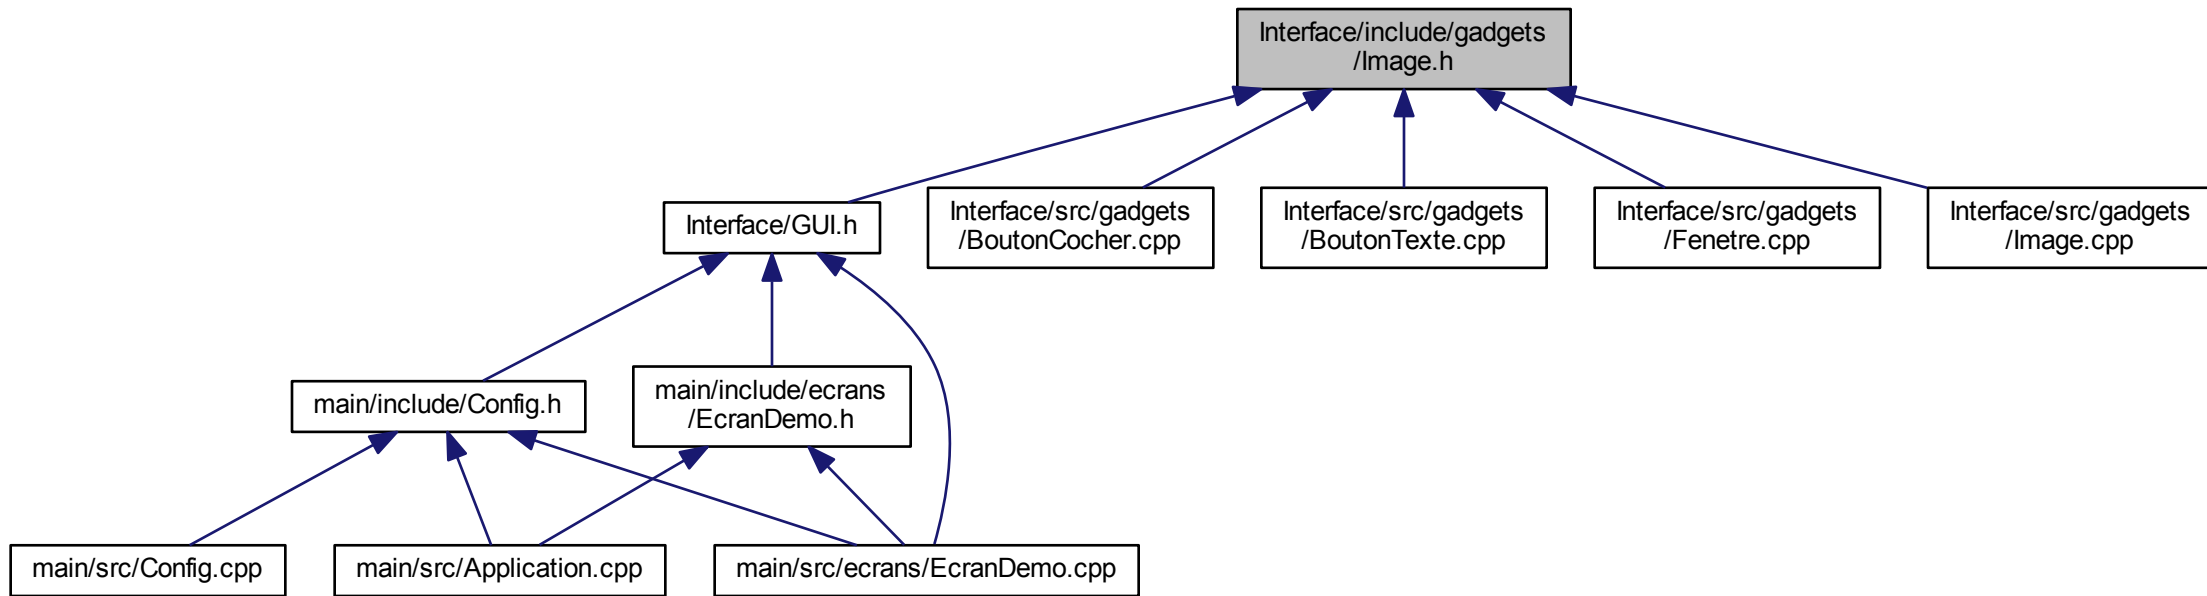 Interface/include/gadgets
/Image.h
Interface/GUI.h
Interface/src/gadgets
/BoutonCocher.cpp
Interface/src/gadgets
/BoutonTexte.cpp
Interface/src/gadgets
/Fenetre.cpp
Interface/src/gadgets
/Image.cpp
main/include/Config.h
main/include/ecrans
/EcranDemo.h
main/src/Config.cpp
main/src/Application.cpp
main/src/ecrans/EcranDemo.cpp